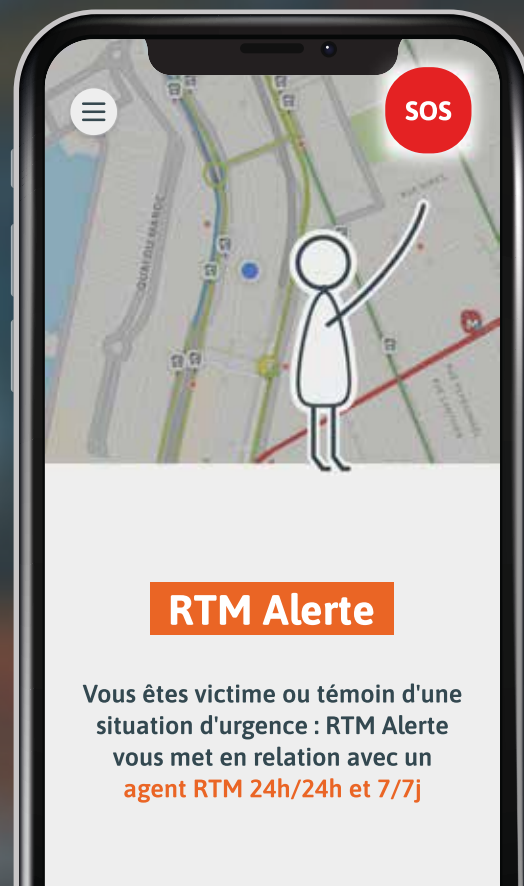 SOS
QUAI DU MAROC
M
RTM Alerte
Vous êtes victime ou témoin d'une
situation d'urgence : RTM Alerte
vous met en relation avec un
agent RTM 24h/24h et 7/7j